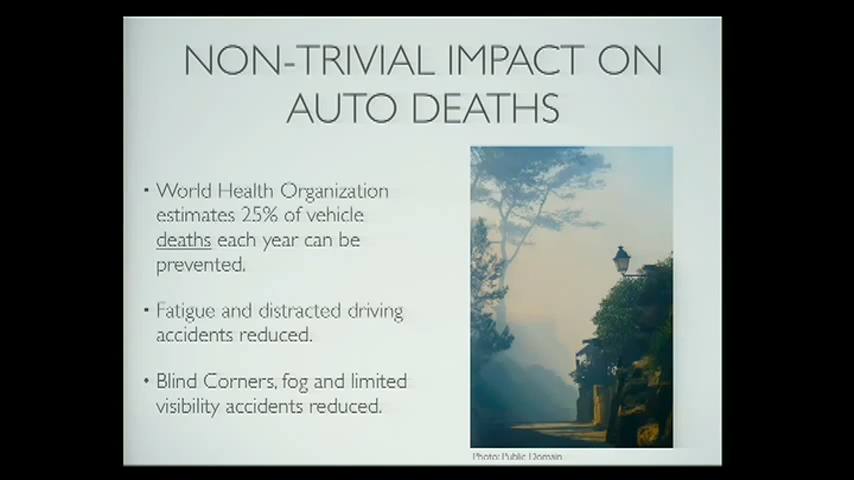 NON-TRIVIAL IMPACT ON
AUTO DEATHS
• World Health Organization
estimates 25% of vehicle
deaths each year can be
prevented.
• Fatigue and distracted driving
accidents reduced.
• Blind Corners, fog and limited
visibility accidents reduced.
Photo: Public Domain